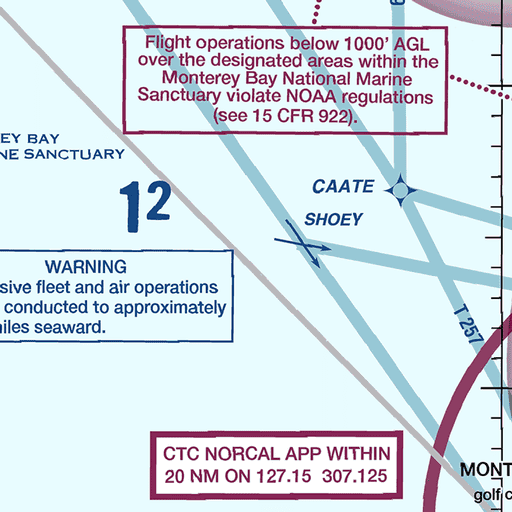 Flight operations below 1000' AGL
over the designated areas within the
Monterey Bay National Marine
Sanctuary violate NOAA regulations
(see 15 CFR 922).
EY BAY
NE SANCTUARY
CAATE
12
SHOEY
WARNING
sive fleet and air operations
conducted to approximately
iles seaward.
T 257
CTC NORCAL APP WITHIN
20 NM ON 127.15 307.125
MONT
golf c